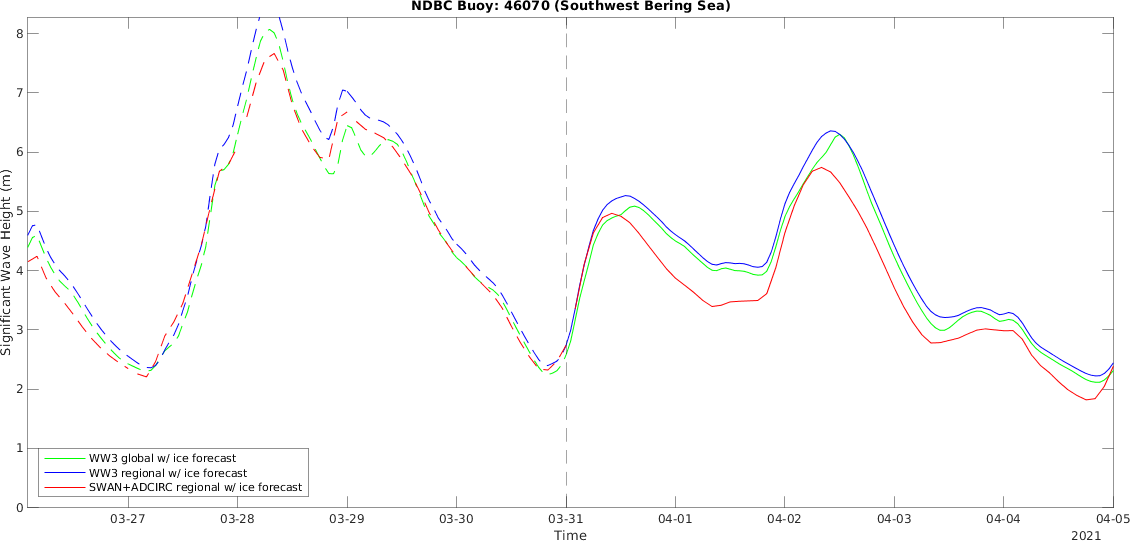 NDBC Buoy: 46070 (Southwest Bering Sea)
Significant Wave Height (m)
8
7
6
5
4
3
2
1
0
WW3 global w/ ice forecast
WW3 regional w/ ice forecast
SWAN+ADCIRC regional w/ ice forecast
03-27 03-28 03-29 03-30 03-31 04-01 04-02 04-03 04-04 04-05
Time
2021